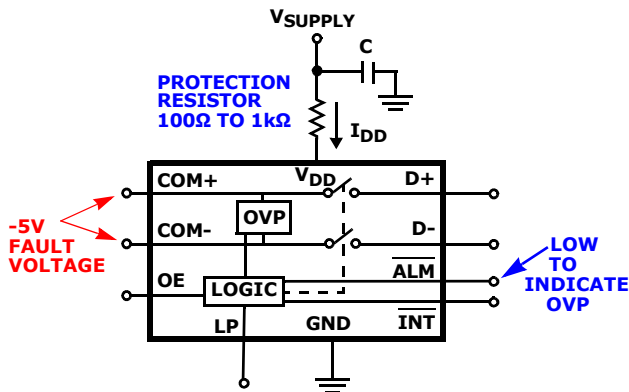 VSUPPLY
C
PROTECTION
RESISTOR
100Ω TO 1kΩ
IDD
COM+
VDD
D+
OVP
-5V
FAULT
VOLTAGE
COM-
D-
LOW
TO
INDICATE
OVP
ALM
OE
LOGIC
LP
GND
INT